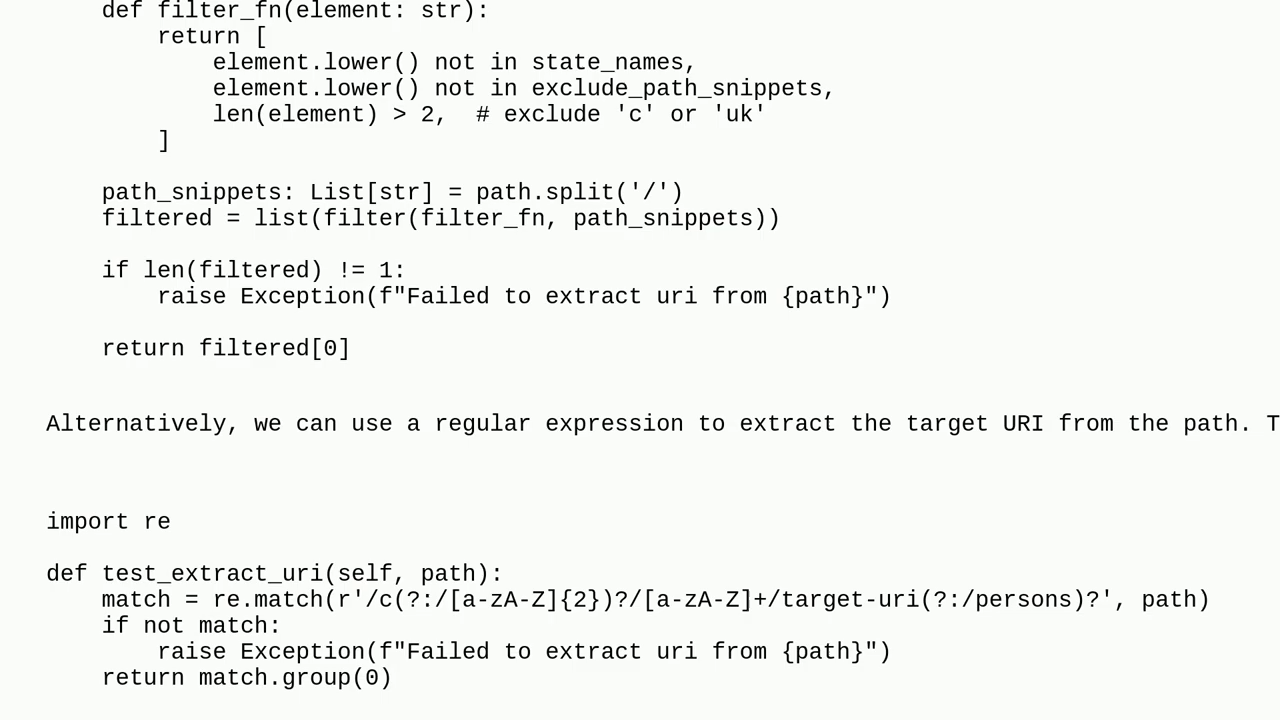 def filter_fn(element: str):
return [
element.lower() not in state_names,
element.lower() not in exclude_path_snippets,
len(element) > 2,  # exclude 'c' or 'uk'
]
path_snippets: List[str] = path.split('/')
filtered = list(filter(filter_fn, path_snippets))
if len(filtered) != 1:
raise Exception(f"Failed to extract uri from {path}")
return filtered[0]
Alternatively, we can use a regular expression to extract the target URI from the path. T
import re
def test_extract_uri(self, path):
match = re.match(r'/c(?:/[a-zA-Z]{2})?/[a-zA-Z]+/target-uri(?:/persons)?', path)
if not match:
raise Exception(f"Failed to extract uri from {path}")
return match.group(0)